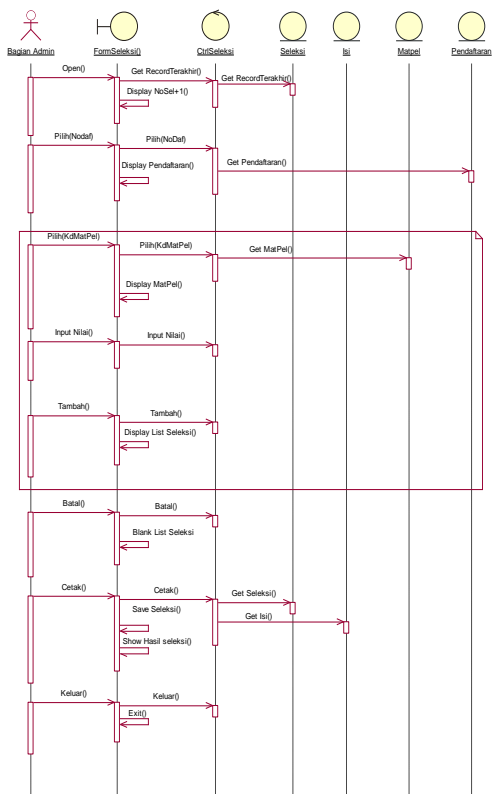 Bagian Admin
FormSeleksi()
CtrlSeleksi
Seleksi
Isi
Matpel
Pendaftaran
Open()
Get RecordTerakhir()
Get RecordTerakhir()
Display NoSel+1()
Pilih(Nodaf)
Pilih(NoDaf)
Display Pendaftaran()
Get Pendaftaran()
Pilih(KdMatPel)
Pilih(KdMatPel)
Get MatPel()
Display MatPel()
Input Nilai()
Input Nilai()
Tambah()
Tambah()
Display List Seleksi()
Batal()
Batal()
Blank List Seleksi
Cetak()
Cetak()
Get Seleksi()
Save Seleksi()
Get Isi()
Show Hasil seleksi()
Keluar()
Keluar()
Exit()